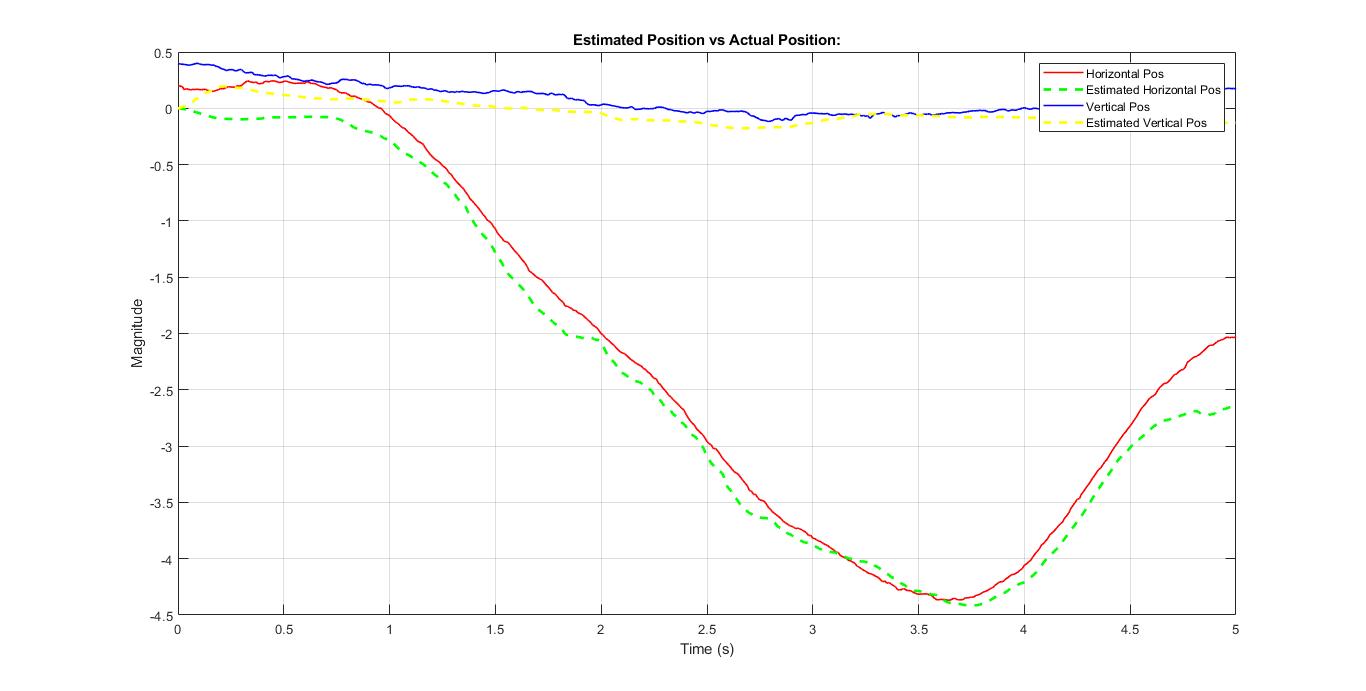 Estimated Position vs Actual Position:
Horizontal Pos
Estimated Horizontal Pos
Vertical Pos
Estimated Vertical Pos
Magnitude
0.5
0
-0.5
-1
-1.5
-2
-2.5
-3
-3.5
-4
-4.5
0 0.5 1 1.5 2 2.5 3 3.5 4 4.5 5
Time (s)